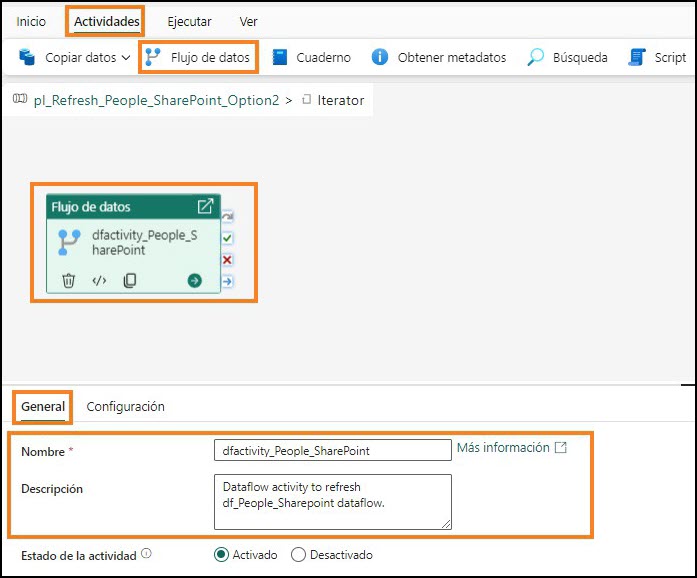 Inicio Actividades Ejecutar Ver
Copiar datos Flujo de datos Cuaderno Obtener metadatos Búsqueda Script
pl_Refresh_People_SharePoint_Option2 > Iterator
Flujo de datos
dfactivity_People_S
harePoint
General Configuración
Nombre * dfactivity_People_SharePoint Más información
Descripción Dataflow activity to refresh
df_People_Sharepoint dataflow.
Estado de la actividad Activado Desactivado